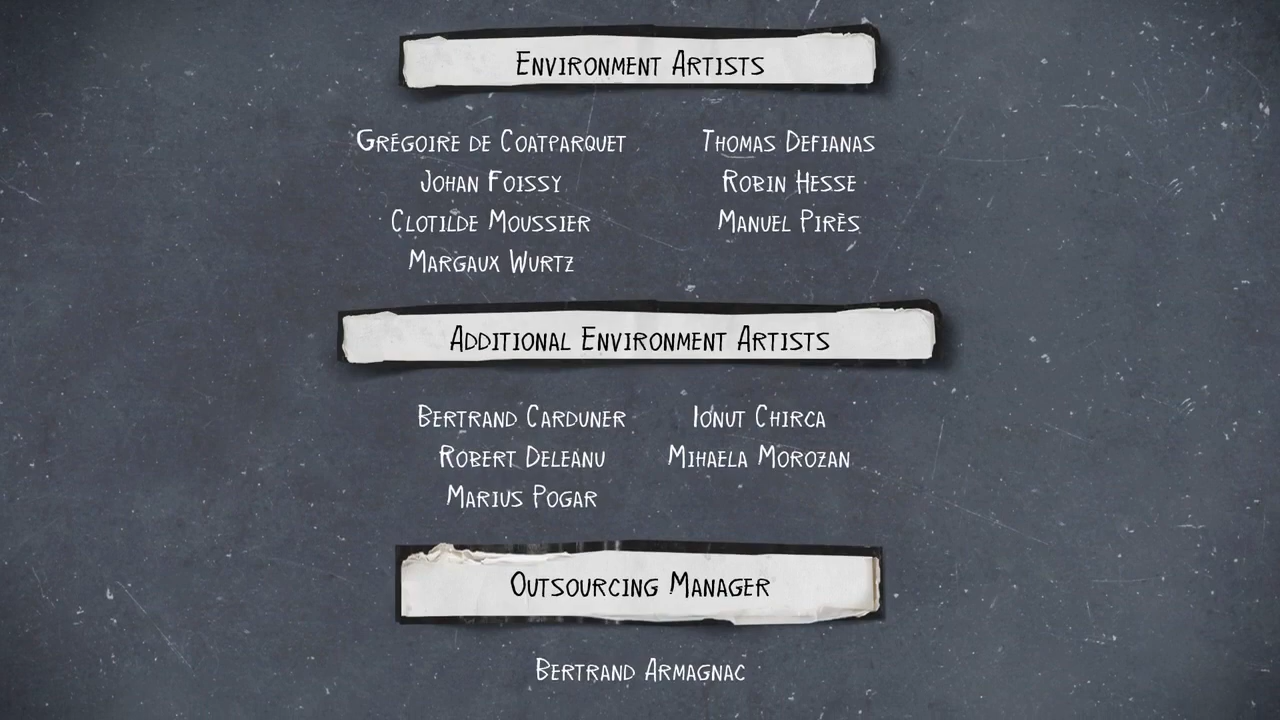 Environment Artists
Grégoire de Coatparquet Thomas Defianas
Johan Foissy Robin Hesse
Clotilde Moussier Manuel Pirès
Margaux Wurtz
Additional Environment Artists
Bertrand Carduner Ionut Chirca
Robert Deleanu Mihaela Morozan
Marius Pogar
Outsourcing Manager
Bertrand Armagnac